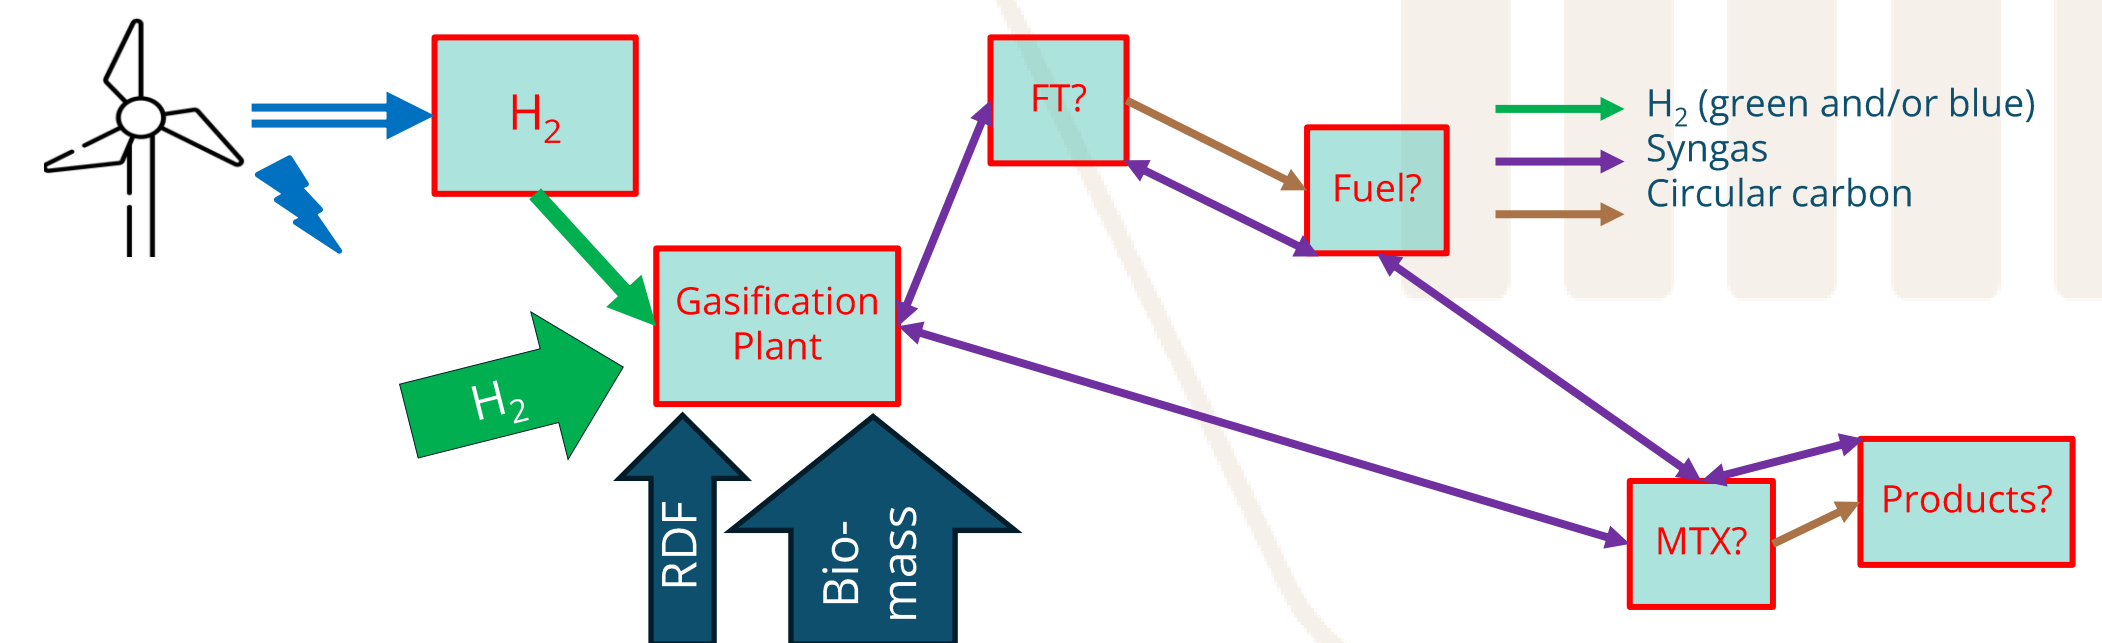 H₂
FT?
Fuel?
H₂ (green and/or blue)
Syngas
Circular carbon
Gasification
Plant
H₂
RDF
Bio-
mass
MTX?
Products?